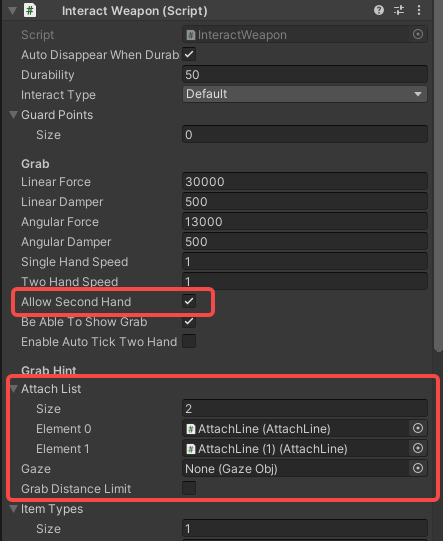 Interact Weapon (Script)
Script InteractWeapon
Auto Disappear When Durab
Durability 50
Interact Type Default
Guard Points
Size 0
Grab
Linear Force 30000
Linear Damper 500
Angular Force 13000
Angular Damper 500
Single Hand Speed 1
Two Hand Speed 1
Allow Second Hand
Be Able To Show Grab
Enable Auto Tick Two Hand
Grab Hint
Attach List
Size 2
Element 0 AttachLine (AttachLine)
Element 1 AttachLine (1) (AttachLine)
Gaze None (Gaze Obj)
Grab Distance Limit
Item Types
Size 1